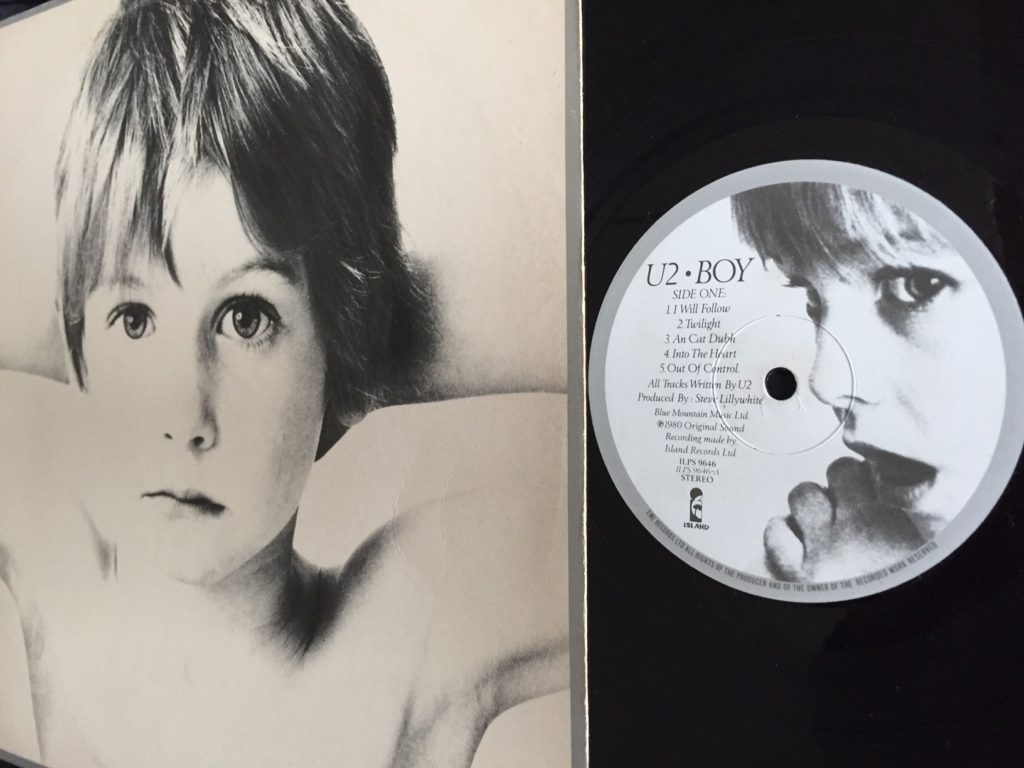 U2 • BOY
SIDE ONE:
1. I Will Follow
2. Twilight
3. An Cat Dubh
4. Into The Heart
5. Out Of Control
All Tracks Written By U2
Produced By : Steve Lillywhite
Blue Mountain Music Ltd.
℗1980 Original Sound
Recording made by
Island Records Ltd.
ILPS 9646
ILPS 9646-A
STEREO
ISLAND
EMI RECORDS LTD ALL RIGHTS OF THE PRODUCER AND OF THE OWNER OF THE RECORDED WORK RESERVED